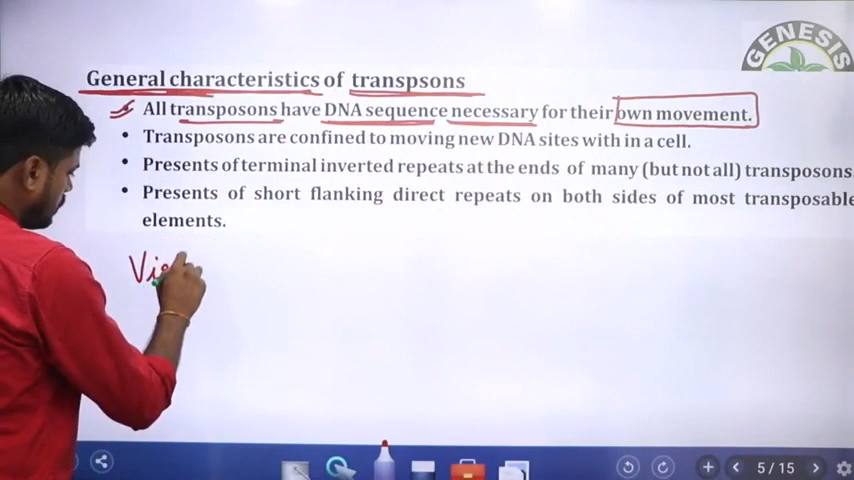 GENESIS
General characteristics of transpsons
All transposons have DNA sequence necessary for their own movement.
• Transposons are confined to moving new DNA sites with in a cell.
• Presents of terminal inverted repeats at the ends of many (but not all) transposons.
• Presents of short flanking direct repeats on both sides of most transposable
elements.
5/15